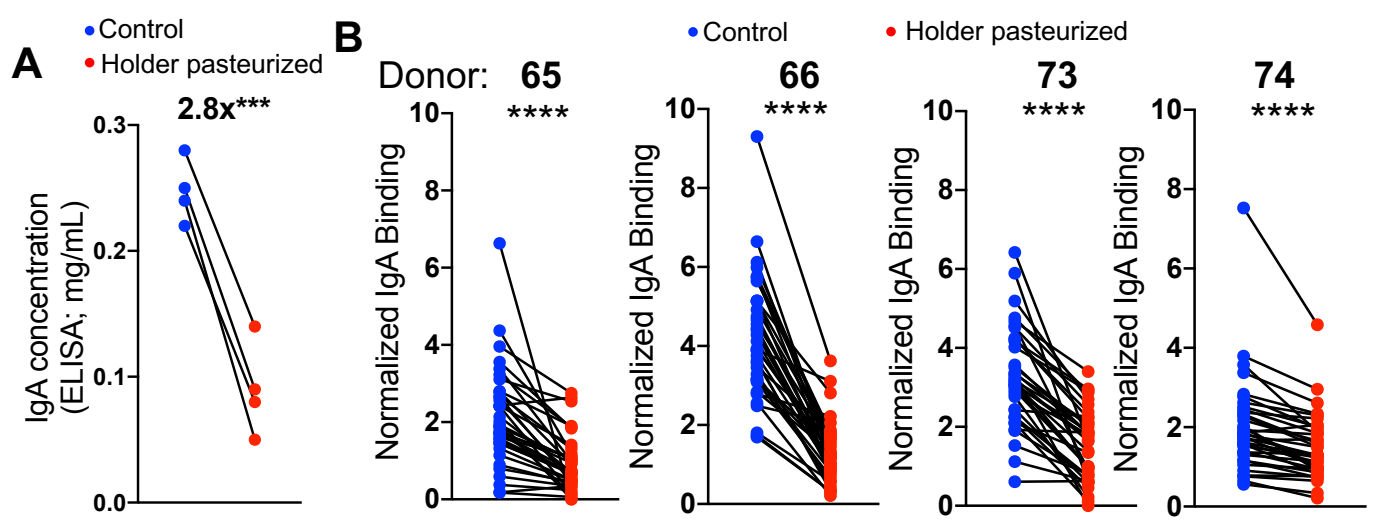 A
Control
Holder pasteurized
2.8x***
IgA concentration
(ELISA; mg/mL)
0.3
0.2
0.1
0.0
B
Control
Holder pasteurized
Donor: 65 66 73 74
****
Normalized IgA Binding
10
8
6
4
2
0
****
Normalized IgA Binding
10
8
6
4
2
0
****
Normalized IgA Binding
10
8
6
4
2
0
****
Normalized IgA Binding
10
8
6
4
2
0